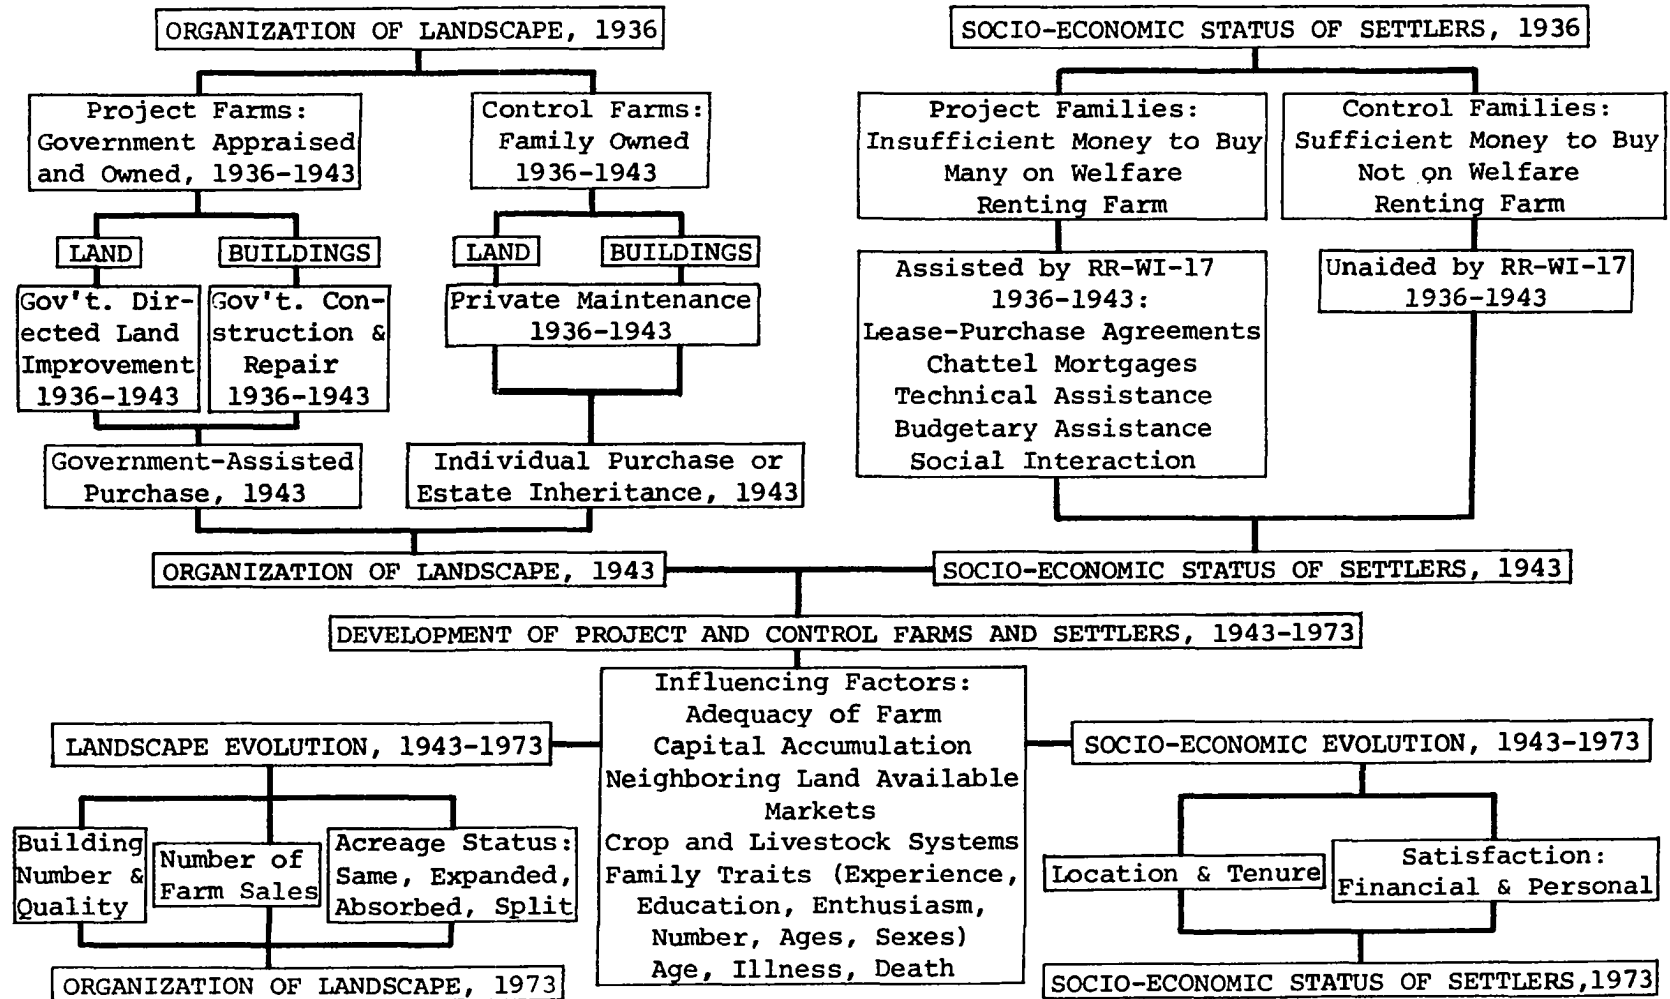 ORGANIZATION OF LANDSCAPE, 1936
SOCIO-ECONOMIC STATUS OF SETTLERS, 1936
Project Farms:
Government Appraised
and Owned, 1936-1943
Control Farms:
Family Owned
1936-1943
Project Families:
Insufficient Money to Buy
Many on Welfare
Renting Farm
Control Families:
Sufficient Money to Buy
Not on Welfare
Renting Farm
LAND
BUILDINGS
LAND
BUILDINGS
Gov't. Dir-
ected Land
Improvement
1936-1943
Gov't. Con-
struction &
Repair
1936-1943
Private Maintenance
1936-1943
Assisted by RR-WI-17
1936-1943:
Lease-Purchase Agreements
Chattel Mortgages
Technical Assistance
Budgetary Assistance
Social Interaction
Unaided by RR-WI-17
1936-1943
Government-Assisted
Purchase, 1943
Individual Purchase or
Estate Inheritance, 1943
ORGANIZATION OF LANDSCAPE, 1943
SOCIO-ECONOMIC STATUS OF SETTLERS, 1943
DEVELOPMENT OF PROJECT AND CONTROL FARMS AND SETTLERS, 1943-1973
Influencing Factors:
Adequacy of Farm
Capital Accumulation
Neighboring Land Available
Markets
Crop and Livestock Systems
Family Traits (Experience,
Education, Enthusiasm,
Number, Ages, Sexes)
Age, Illness, Death
LANDSCAPE EVOLUTION, 1943-1973
Building
Number &
Quality
Number of
Farm Sales
Acreage Status:
Same, Expanded,
Absorbed, Split
ORGANIZATION OF LANDSCAPE, 1973
SOCIO-ECONOMIC EVOLUTION, 1943-1973
Location & Tenure
Satisfaction:
Financial & Personal
SOCIO-ECONOMIC STATUS OF SETTLERS,1973